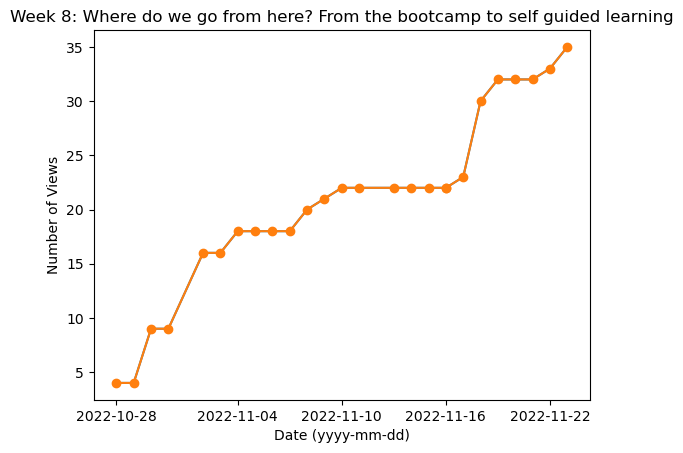 Week 8: Where do we go from here? From the bootcamp to self guided learning
35
30
25
20
15
10
5
Number of Views
2022-10-28 2022-11-04 2022-11-10 2022-11-16 2022-11-22
Date (yyyy-mm-dd)